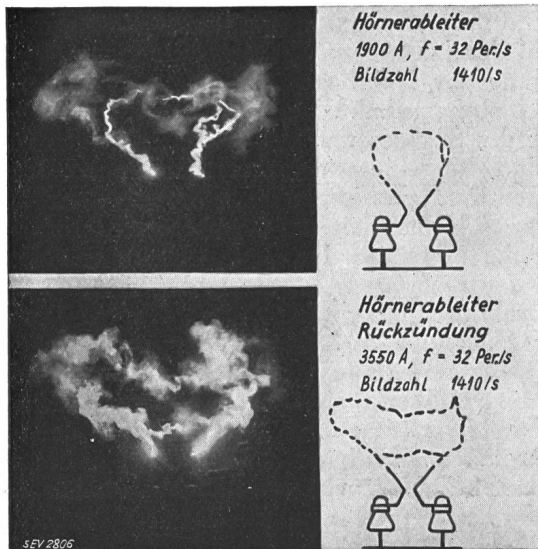 Hörnerableiter
1900 A, f = 32 Per./s
Bildzahl 1410/s
Hörnerableiter
Rückzündung
3550 A, f = 32 Per./s
Bildzahl 1410/s
SEV 2806